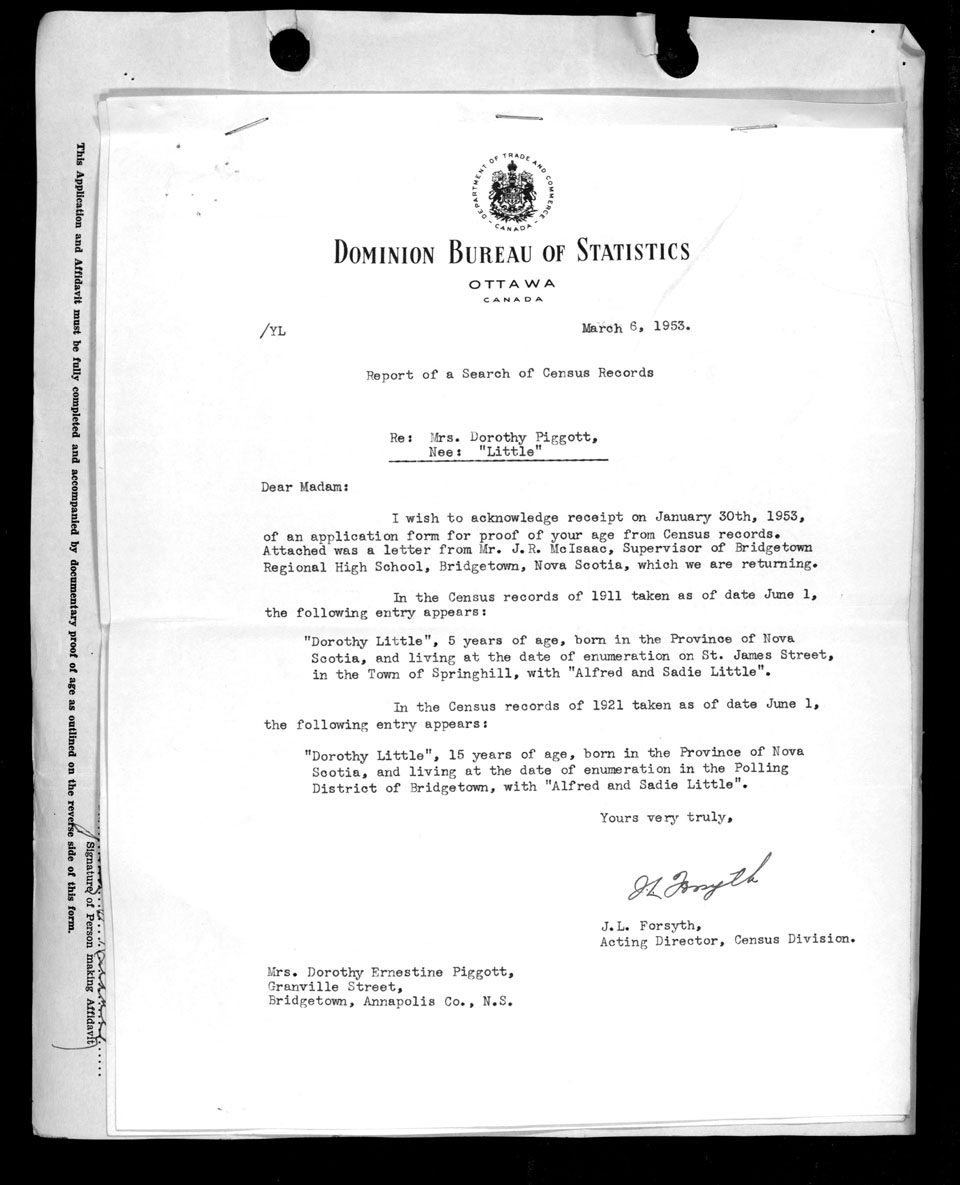 DEPARTMENT OF TRADE AND COMMERCE
- CANADA -
DOMINION BUREAU OF STATISTICS
OTTAWA
CANADA
/YL
March 6, 1953.
Report of a Search of Census Records
Re: Mrs. Dorothy Piggott,
Nee: "Little"
Dear Madam:
I wish to acknowledge receipt on January 30th, 1953,
of an application form for proof of your age from Census records.
Attached was a letter from Mr. J.R. McIsaac, Supervisor of Bridgetown
Regional High School, Bridgetown, Nova Scotia, which we are returning.
In the Census records of 1911 taken as of date June 1,
the following entry appears:
"Dorothy Little", 5 years of age, born in the Province of Nova
Scotia, and living at the date of enumeration on St. James Street,
in the Town of Springhill, with "Alfred and Sadie Little".
In the Census records of 1921 taken as of date June 1,
the following entry appears:
"Dorothy Little", 15 years of age, born in the Province of Nova
Scotia, and living at the date of enumeration in the Polling
District of Bridgetown, with "Alfred and Sadie Little".
Yours very truly,
J L Forsyth
J.L. Forsyth,
Acting Director, Census Division.
Mrs. Dorothy Ernestine Piggott,
Granville Street,
Bridgetown, Annapolis Co., N.S.
This Application and Affidavit must be fully completed and accompanied by documentary proof of age as outlined on the reverse side of this form.
Signature of Person making Affidavit